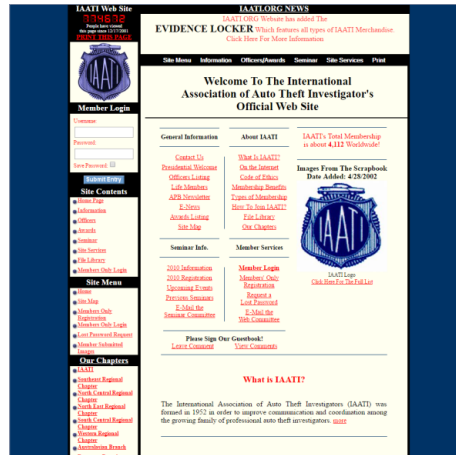 IAATI Web Site
774672
People have viewed
this page since 12/17/2001
PRINT THIS PAGE
IAATI
Member Login
Username:
Password:
Save Password:
Submit Entry
Site Contents
Home Page
Information
Officers
Awards
Seminar
Site Services
File Library
Members Only Login
Site Menu
Home
Site Map
Members Only
Registration
Members Only Login
Lost Password Request
Member Submitted
Images
Our Chapters
IAATI
Southeast Regional
Chapter
North Central Regional
Chapter
North East Regional
Chapter
South Central Regional
Chapter
Western Regional
Chapter
Australasian Branch
IAATI.ORG NEWS
IAATI.ORG Website has added The
EVIDENCE LOCKER Which features all types of IAATI Merchandise.
Click Here For More Information.
Site Menu Information Officers/Awards Seminar Site Services Print
Welcome To The International
Association of Auto Theft Investigator's
Official Web Site
General Information
Contact Us
Presidential Welcome
Officers Listing
Life Members
APB Newsletter
E-News
Awards Listing
Site Map
About IAATI
What Is IAATI?
On the Internet
Code of Ethics
Membership Benefits
Types of Membership
How To Join IAATI?
File Library
Our Chapters
IAATI's Total Membership
is about 4,112 Worldwide!
Images From The Scrapbook
Date Added: 4/28/2002
IAATI
IAATI Logo
Click Here For The Full List
Seminar Info.
2010 Information
2010 Registration
Upcoming Events
Previous Seminars
E-Mail the
Seminar Committee
Member Services
Member Login
Members' Only
Registration
Request a
Lost Password
E-Mail the
Web Committee
Please Sign Our Guestbook!
Leave Comment View Comments
What is IAATI?
The International Association of Auto Theft Investigators (IAATI) was
formed in 1952 in order to improve communication and coordination among
the growing family of professional auto theft investigators. more